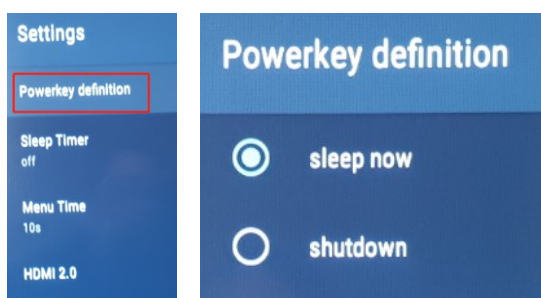 Settings
Powerkey definition
Sleep Timer
off
Menu Time
10s
HDMI 2.0
Powerkey definition
sleep now
shutdown